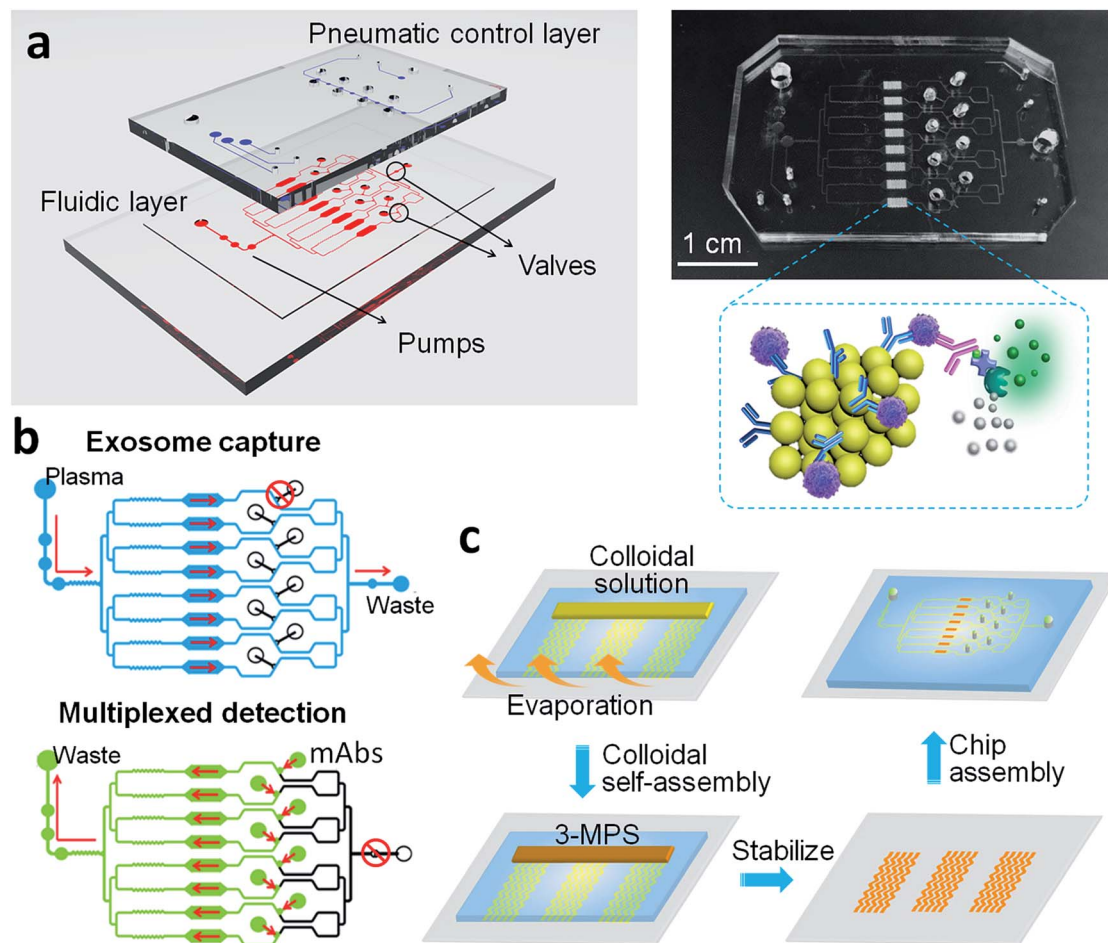 a
Pneumatic control layer
Fluidic layer
Valves
Pumps
1 cm
b
Exosome capture
Plasma
Waste
Multiplexed detection
Waste
mAbs
c
Colloidal
solution
Evaporation
Colloidal
self-assembly
3-MPS
Stabilize
Chip
assembly